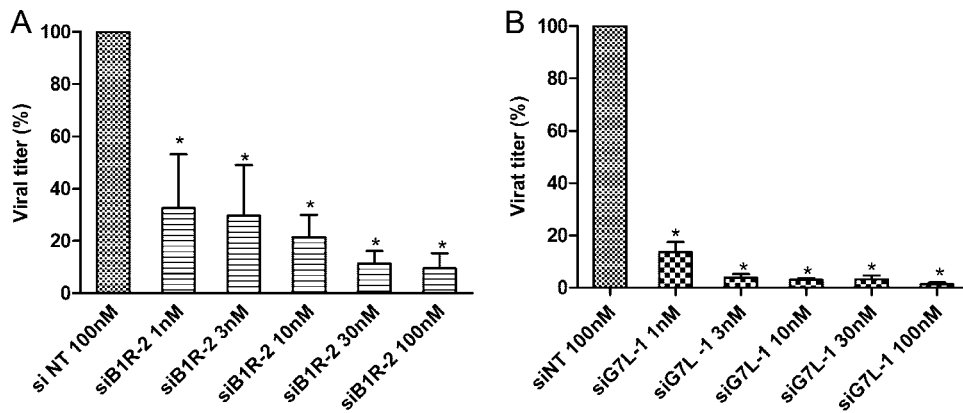 A
Viral titer (%)
100
80
60
40
20
0
*
*
*
*
*
si NT 100nM
siB1R-2 1nM
siB1R-2 3nM
siB1R-2 10nM
siB1R-2 30nM
siB1R-2 100nM
B
Virat titer (%)
100
80
60
40
20
0
*
*
*
*
*
siNT 100nM
siG7L-1 1nM
siG7L -1 3nM
siG7L-1 10nM
siG7L-1 30nM
siG7L-1 100nM